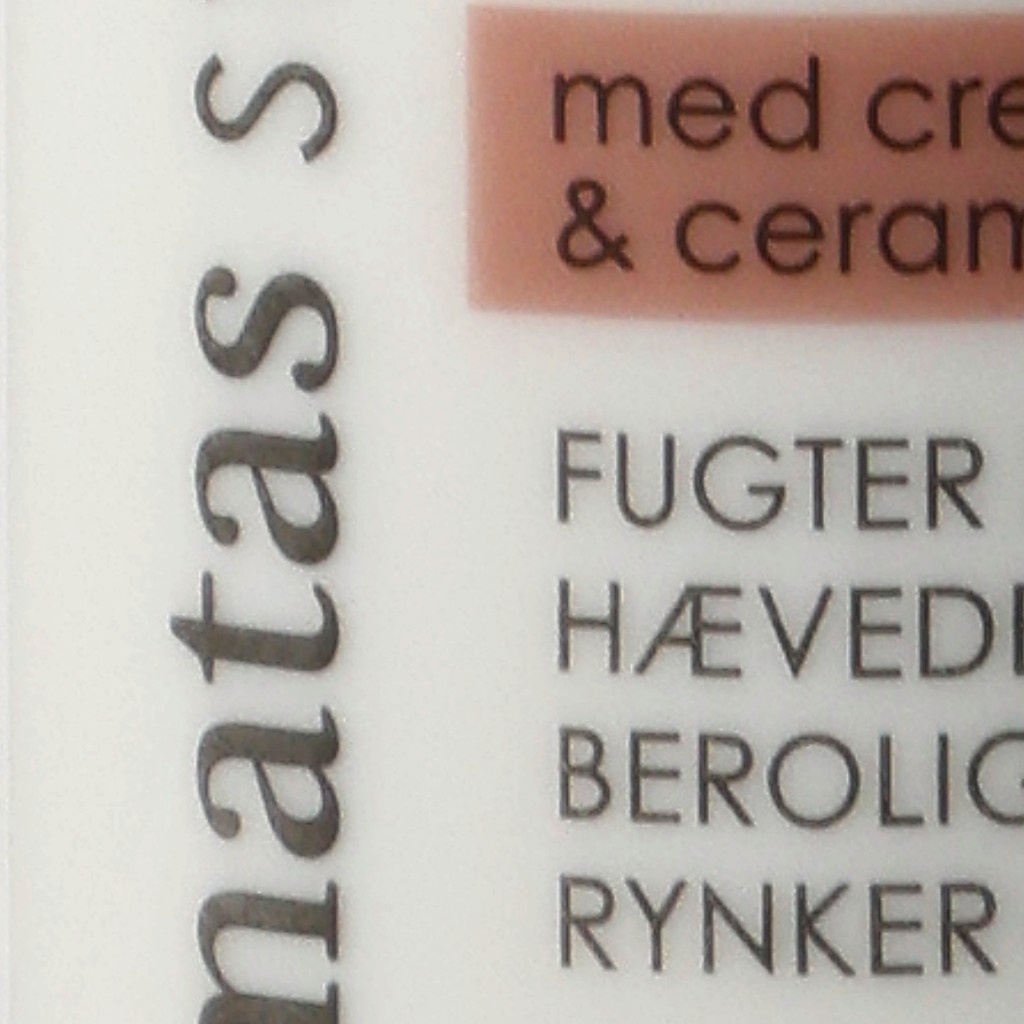 matas s
med cre
& ceram
FUGTER
HÆVEDE
BEROLIG
RYNKER